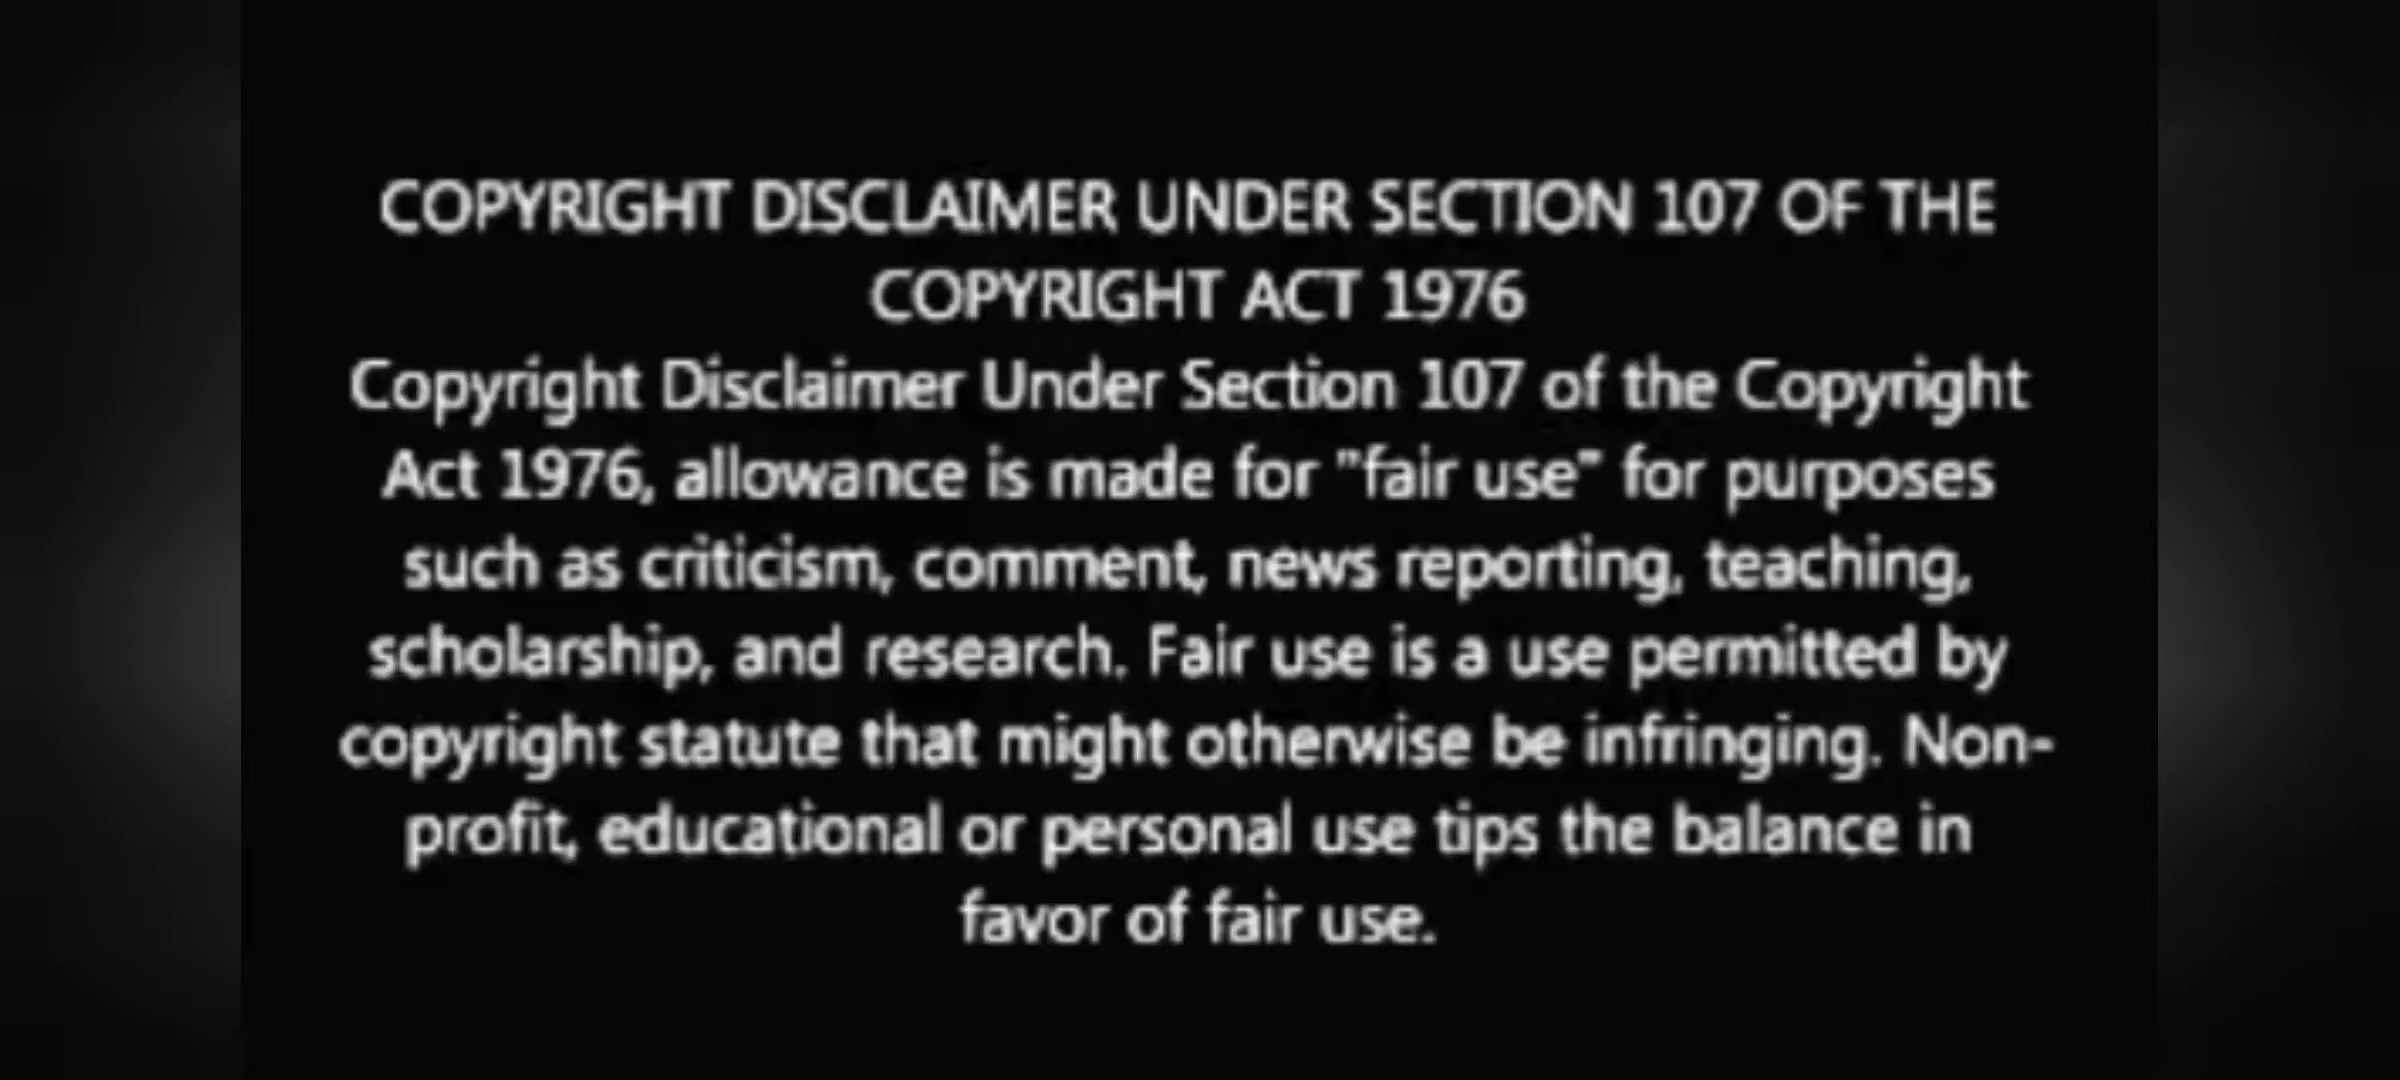 COPYRIGHT DISCLAIMER UNDER SECTION 107 OF THE
COPYRIGHT ACT 1976
Copyright Disclaimer Under Section 107 of the Copyright
Act 1976, allowance is made for "fair use" for purposes
such as criticism, comment, news reporting, teaching,
scholarship, and research. Fair use is a use permitted by
copyright statute that might otherwise be infringing. Non-
profit, educational or personal use tips the balance in
favor of fair use.